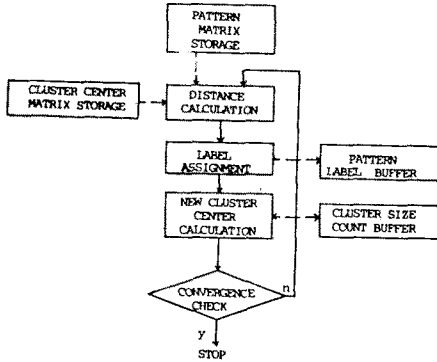 PATTERN
MATRIX
STORAGE
CLUSTER CENTER
MATRIX STORAGE
DISTANCE
CALCULATION
LABEL
ASSIGNMENT
PATTERN
LABEL BUFFER
NEW CLUSTER
CENTER
CALCULATION
CLUSTER SIZE
COUNT BUFFER
CONVERGENCE
CHECK
n
y
STOP